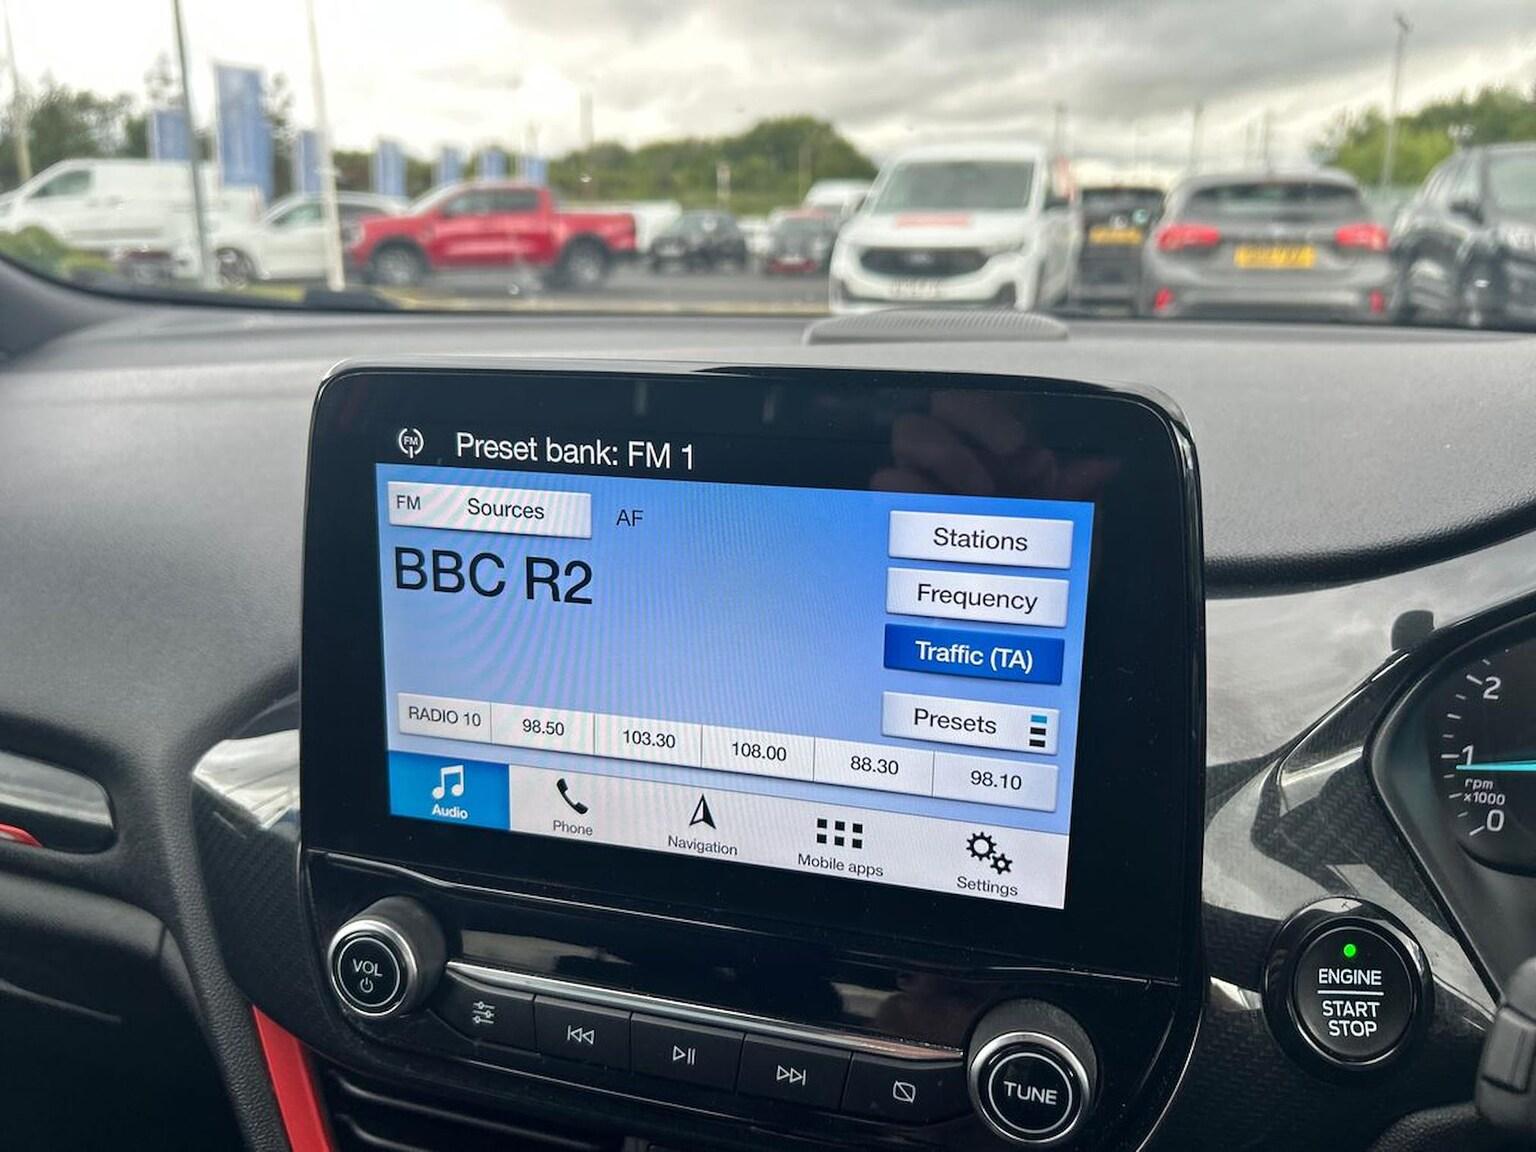 FM
Preset bank: FM 1
FM Sources
AF
Stations
BBC R2
Frequency
Traffic (TA)
Presets
RADIO 10 98.50 103.30 108.00 88.30 98.10
Audio
Phone
Navigation
Mobile apps
Settings
2
1
rpm
x1000
0
VOL
ENGINE
START
STOP
TUNE